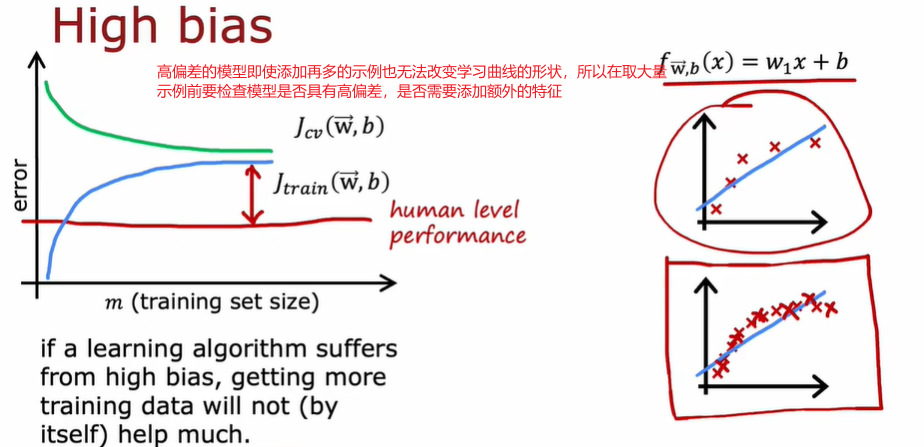 High bias
高偏差的模型即使添加再多的示例也无法改变学习曲线的形状，所以在取大量
示例前要检查模型是否具有高偏差，是否需要添加额外的特征
f_{\vec{w},b}(x) = w_1x + b
J_{cv}(\vec{w}, b)
J_{train}(\vec{w}, b)
error
human level
performance
m (training set size)
if a learning algorithm suffers
from high bias, getting more
training data will not (by
itself) help much.